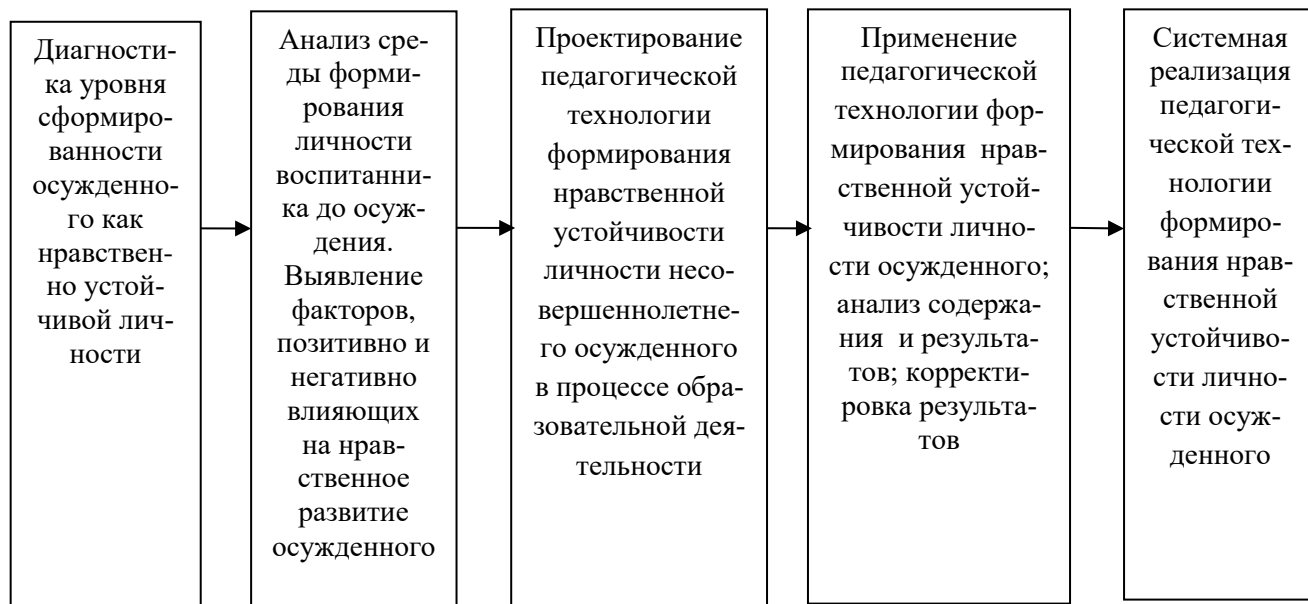 Диагности-
ка уровня
сформиро-
ванности
осужденно-
го как
нравствен-
но устой-
чивой лич-
ности
Анализ сре-
ды форми-
рования
личности
воспитанни-
ка до осуж-
дения.
Выявление
факторов,
позитивно и
негативно
влияющих
на нрав-
ственное
развитие
осужденного
Проектирование
педагогической
технологии
формирования
нравственной
устойчивости
личности несо-
вершеннолетне-
го осужденного
в процессе обра-
зовательной дея-
тельности
Применение
педагогической
технологии фор-
мирования нрав-
ственной устой-
чивости лично-
сти осужденного;
анализ содержа-
ния и результа-
тов; корректи-
ровка результа-
тов
Системная
реализация
педагоги-
ческой тех-
нологии
формиро-
вания нрав-
ственной
устойчиво-
сти лично-
сти осуж-
денного